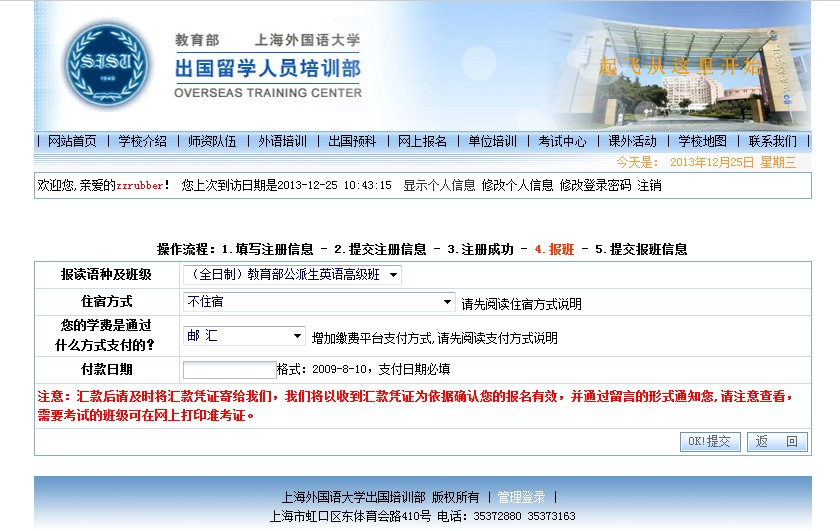 SISU
1949
教育部 上海外国语大学
出国留学人员培训部
OVERSEAS TRAINING CENTER
起飞从这里开始
| 网站首页 | 学校介绍 | 师资队伍 | 外语培训 | 出国预科 | 网上报名 | 单位培训 | 考试中心 | 课外活动 | 学校地图 | 联系我们 |
今天是： 2013年12月25日 星期三
欢迎您,亲爱的zzrubber！ 您上次到访日期是2013-12-25 10:43:15 显示个人信息 修改个人信息 修改登录密码 注销
操作流程：1.填写注册信息 - 2.提交注册信息 - 3.注册成功 - 4.报班 - 5.提交报班信息
报读语种及班级 （全日制）教育部公派生英语高级班
住宿方式 不住宿 请先阅读住宿方式说明
您的学费是通过
什么方式支付的？ 邮 汇 增加缴费平台支付方式,请先阅读支付方式说明
付款日期 格式：2009-8-10，支付日期必填
注意：汇款后请及时将汇款凭证寄给我们，我们将以收到汇款凭证为依据确认您的报名有效，并通过留言的形式通知您,请注意查看，
需要考试的班级可在网上打印准考证。
OK!提交 返 回
上海外国语大学出国培训部 版权所有 | 管理登录 |
上海市虹口区东体育会路410号 电话：35372880 35373163